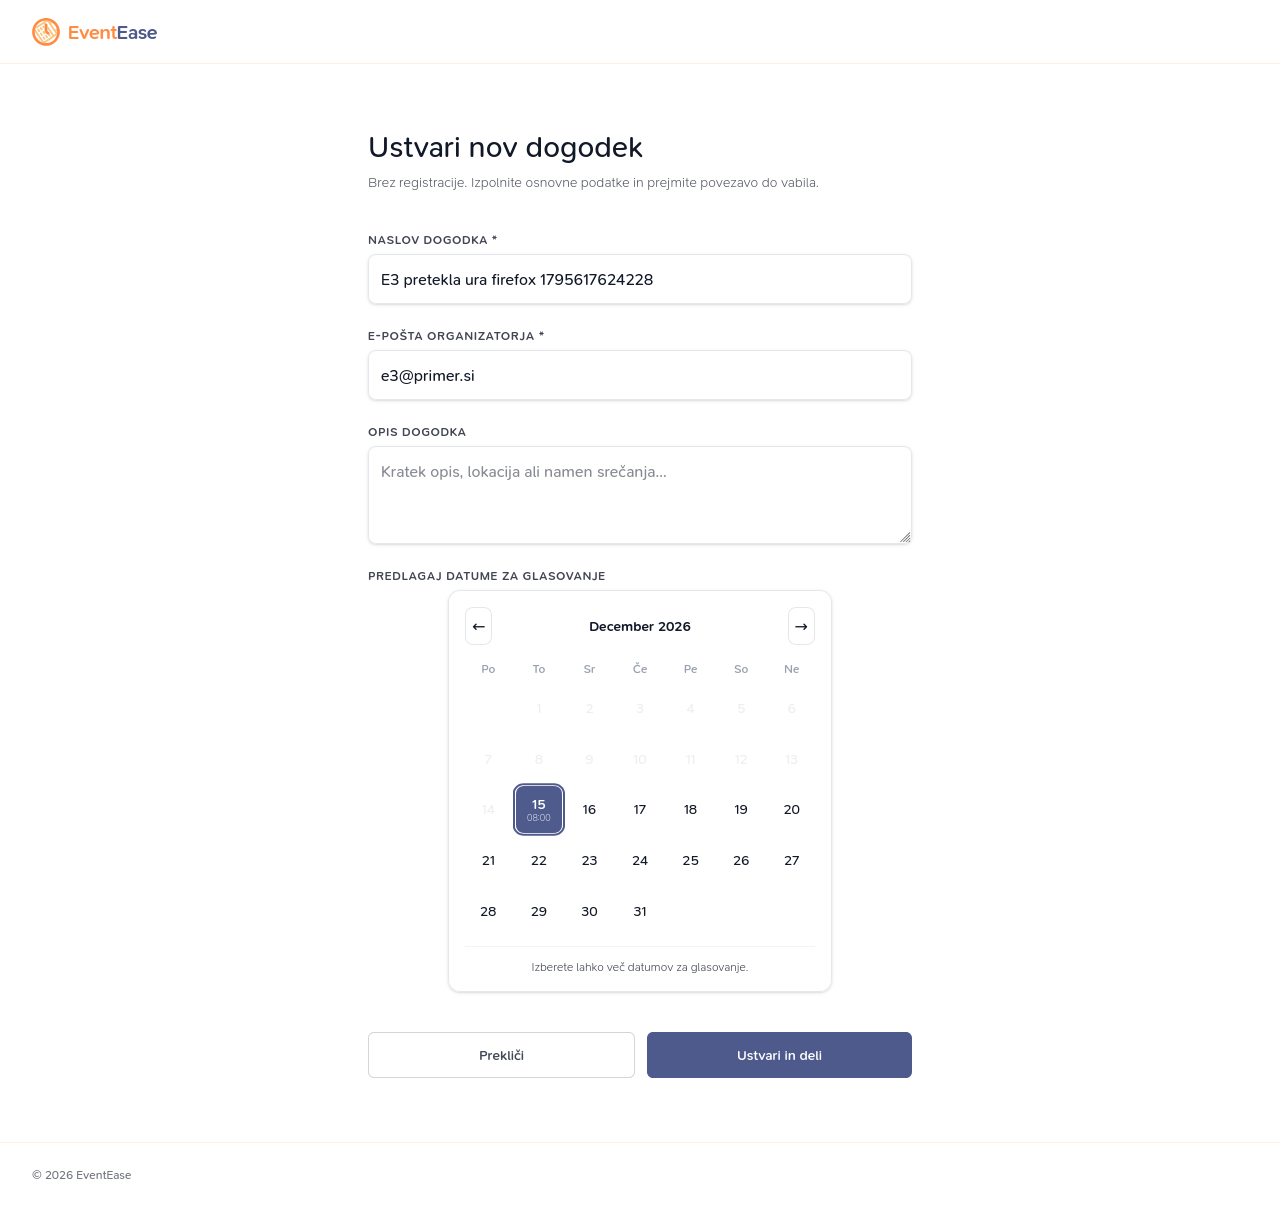 EventEase
Ustvari nov dogodek
Brez registracije. Izpolnite osnovne podatke in prejmite povezavo do vabila.
NASLOV DOGODKA *
E3 pretekla ura firefox 1795617624228
E-POŠTA ORGANIZATORJA *
e3@primer.si
OPIS DOGODKA
Kratek opis, lokacija ali namen srečanja...
PREDLAGAJ DATUME ZA GLASOVANJE
← December 2026 →
Po To Sr Če Pe So Ne
1 2 3 4 5 6
7 8 9 10 11 12 13
14 15 16 17 18 19 20
08:00
21 22 23 24 25 26 27
28 29 30 31
Izberete lahko več datumov za glasovanje.
Prekliči Ustvari in deli
© 2026 EventEase